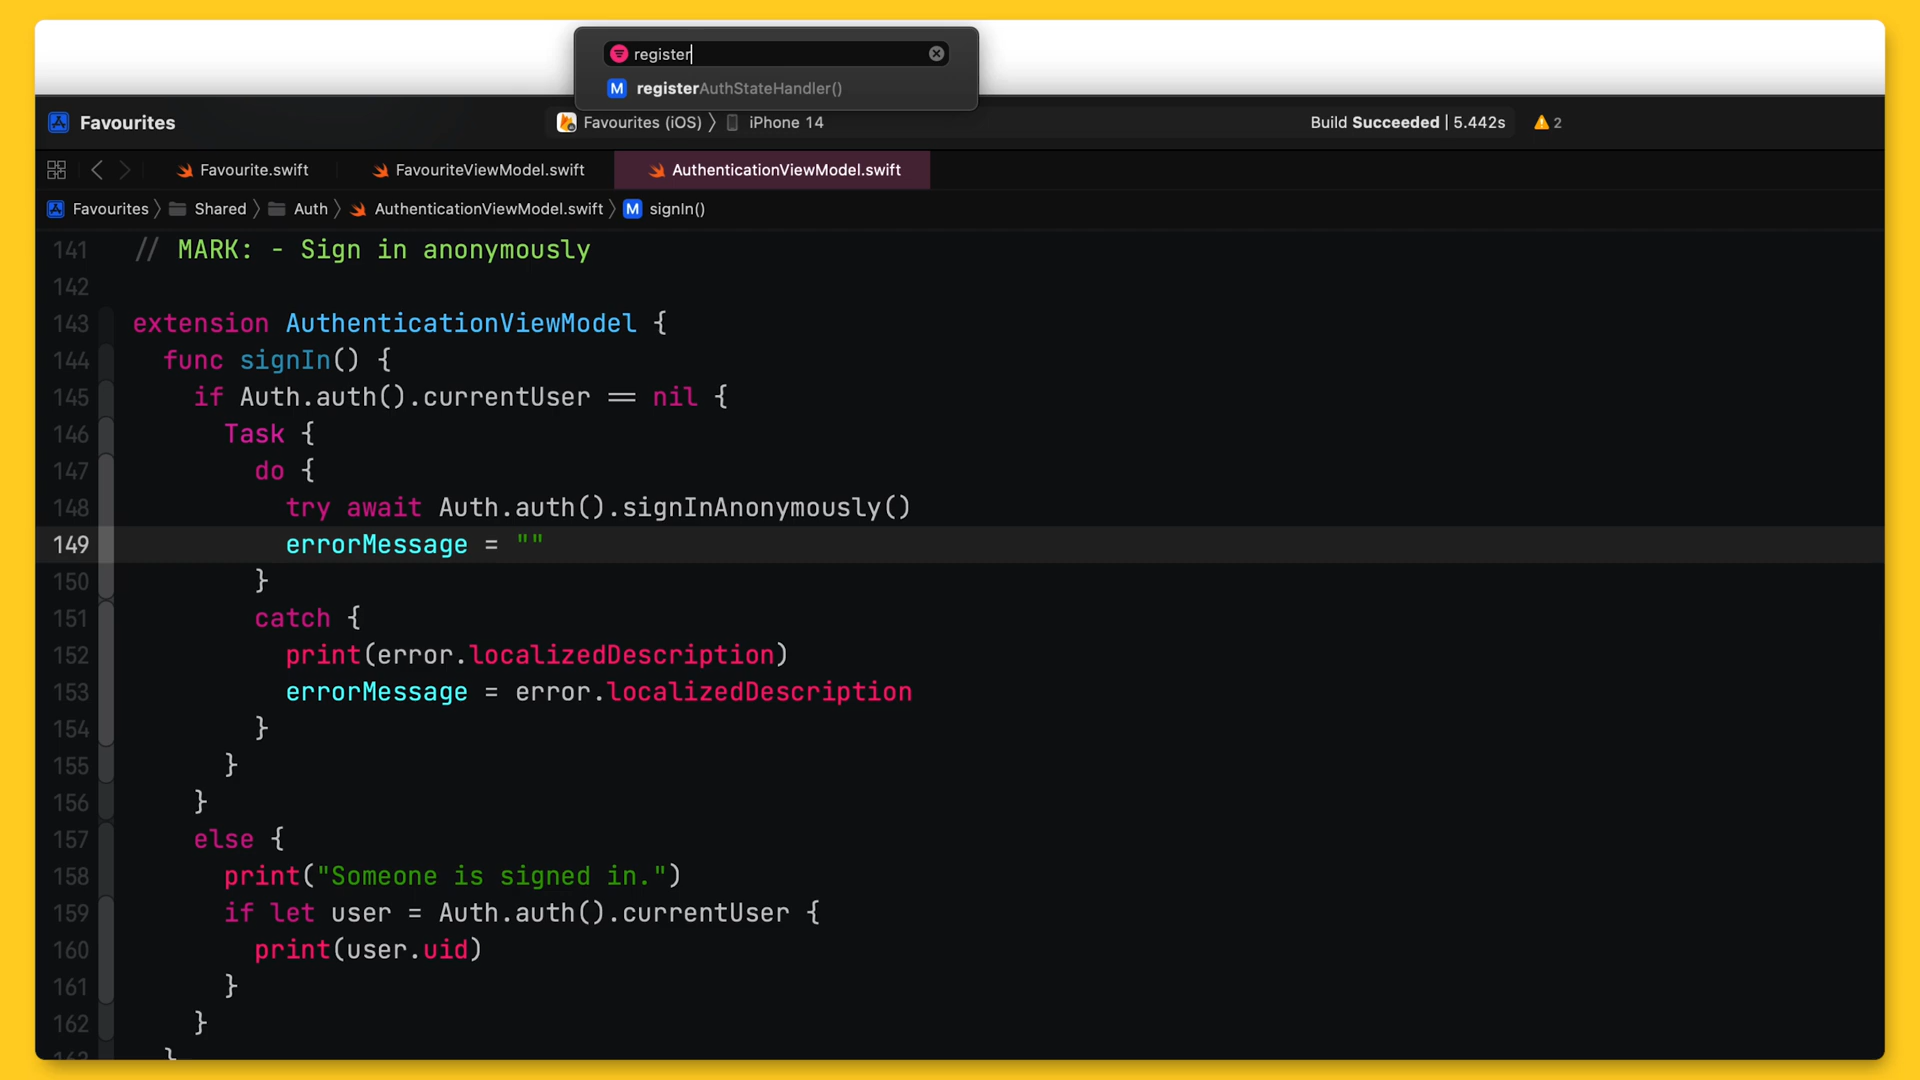 register
M registerAuthStateHandler()
Favourites
Favourites (iOS) 〉 iPhone 14
Build Succeeded | 5.442s
2
Favourite.swift
FavouriteViewModel.swift
AuthenticationViewModel.swift
Favourites 〉 Shared 〉 Auth 〉 AuthenticationViewModel.swift 〉 M signIn()
141 // MARK: - Sign in anonymously
142
143 extension AuthenticationViewModel {
144 func signIn() {
145 if Auth.auth().currentUser == nil {
146 Task {
147 do {
148 try await Auth.auth().signInAnonymously()
149 errorMessage = ""
150 }
151 catch {
152 print(error.localizedDescription)
153 errorMessage = error.localizedDescription
154 }
155 }
156 }
157 else {
158 print("Someone is signed in.")
159 if let user = Auth.auth().currentUser {
160 print(user.uid)
161 }
162 }
163 }